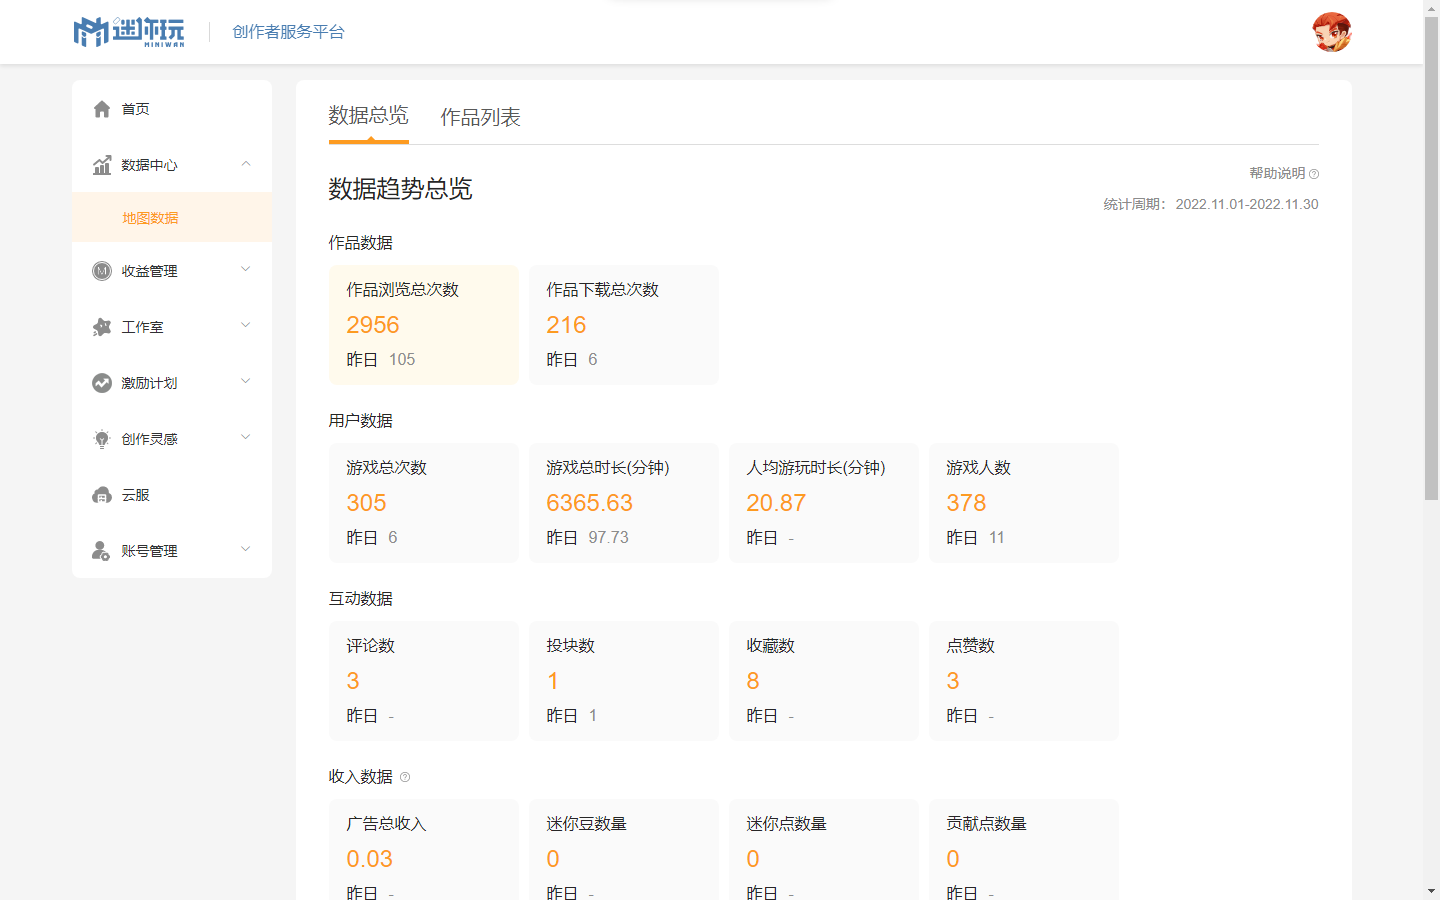 迷你玩
MINIWAN
创作者服务平台
首页
数据中心
地图数据
收益管理
工作室
激励计划
创作灵感
云服
账号管理
数据总览 作品列表
数据趋势总览
帮助说明
统计周期： 2022.11.01-2022.11.30
作品数据
作品浏览总次数
2956
昨日 105
作品下载总次数
216
昨日 6
用户数据
游戏总次数
305
昨日 6
游戏总时长(分钟)
6365.63
昨日 97.73
人均游玩时长(分钟)
20.87
昨日 -
游戏人数
378
昨日 11
互动数据
评论数
3
昨日 -
投块数
1
昨日 1
收藏数
8
昨日 -
点赞数
3
昨日 -
收入数据
广告总收入
0.03
昨日 -
迷你豆数量
0
昨日 -
迷你点数量
0
昨日 -
贡献点数量
0
昨日 -